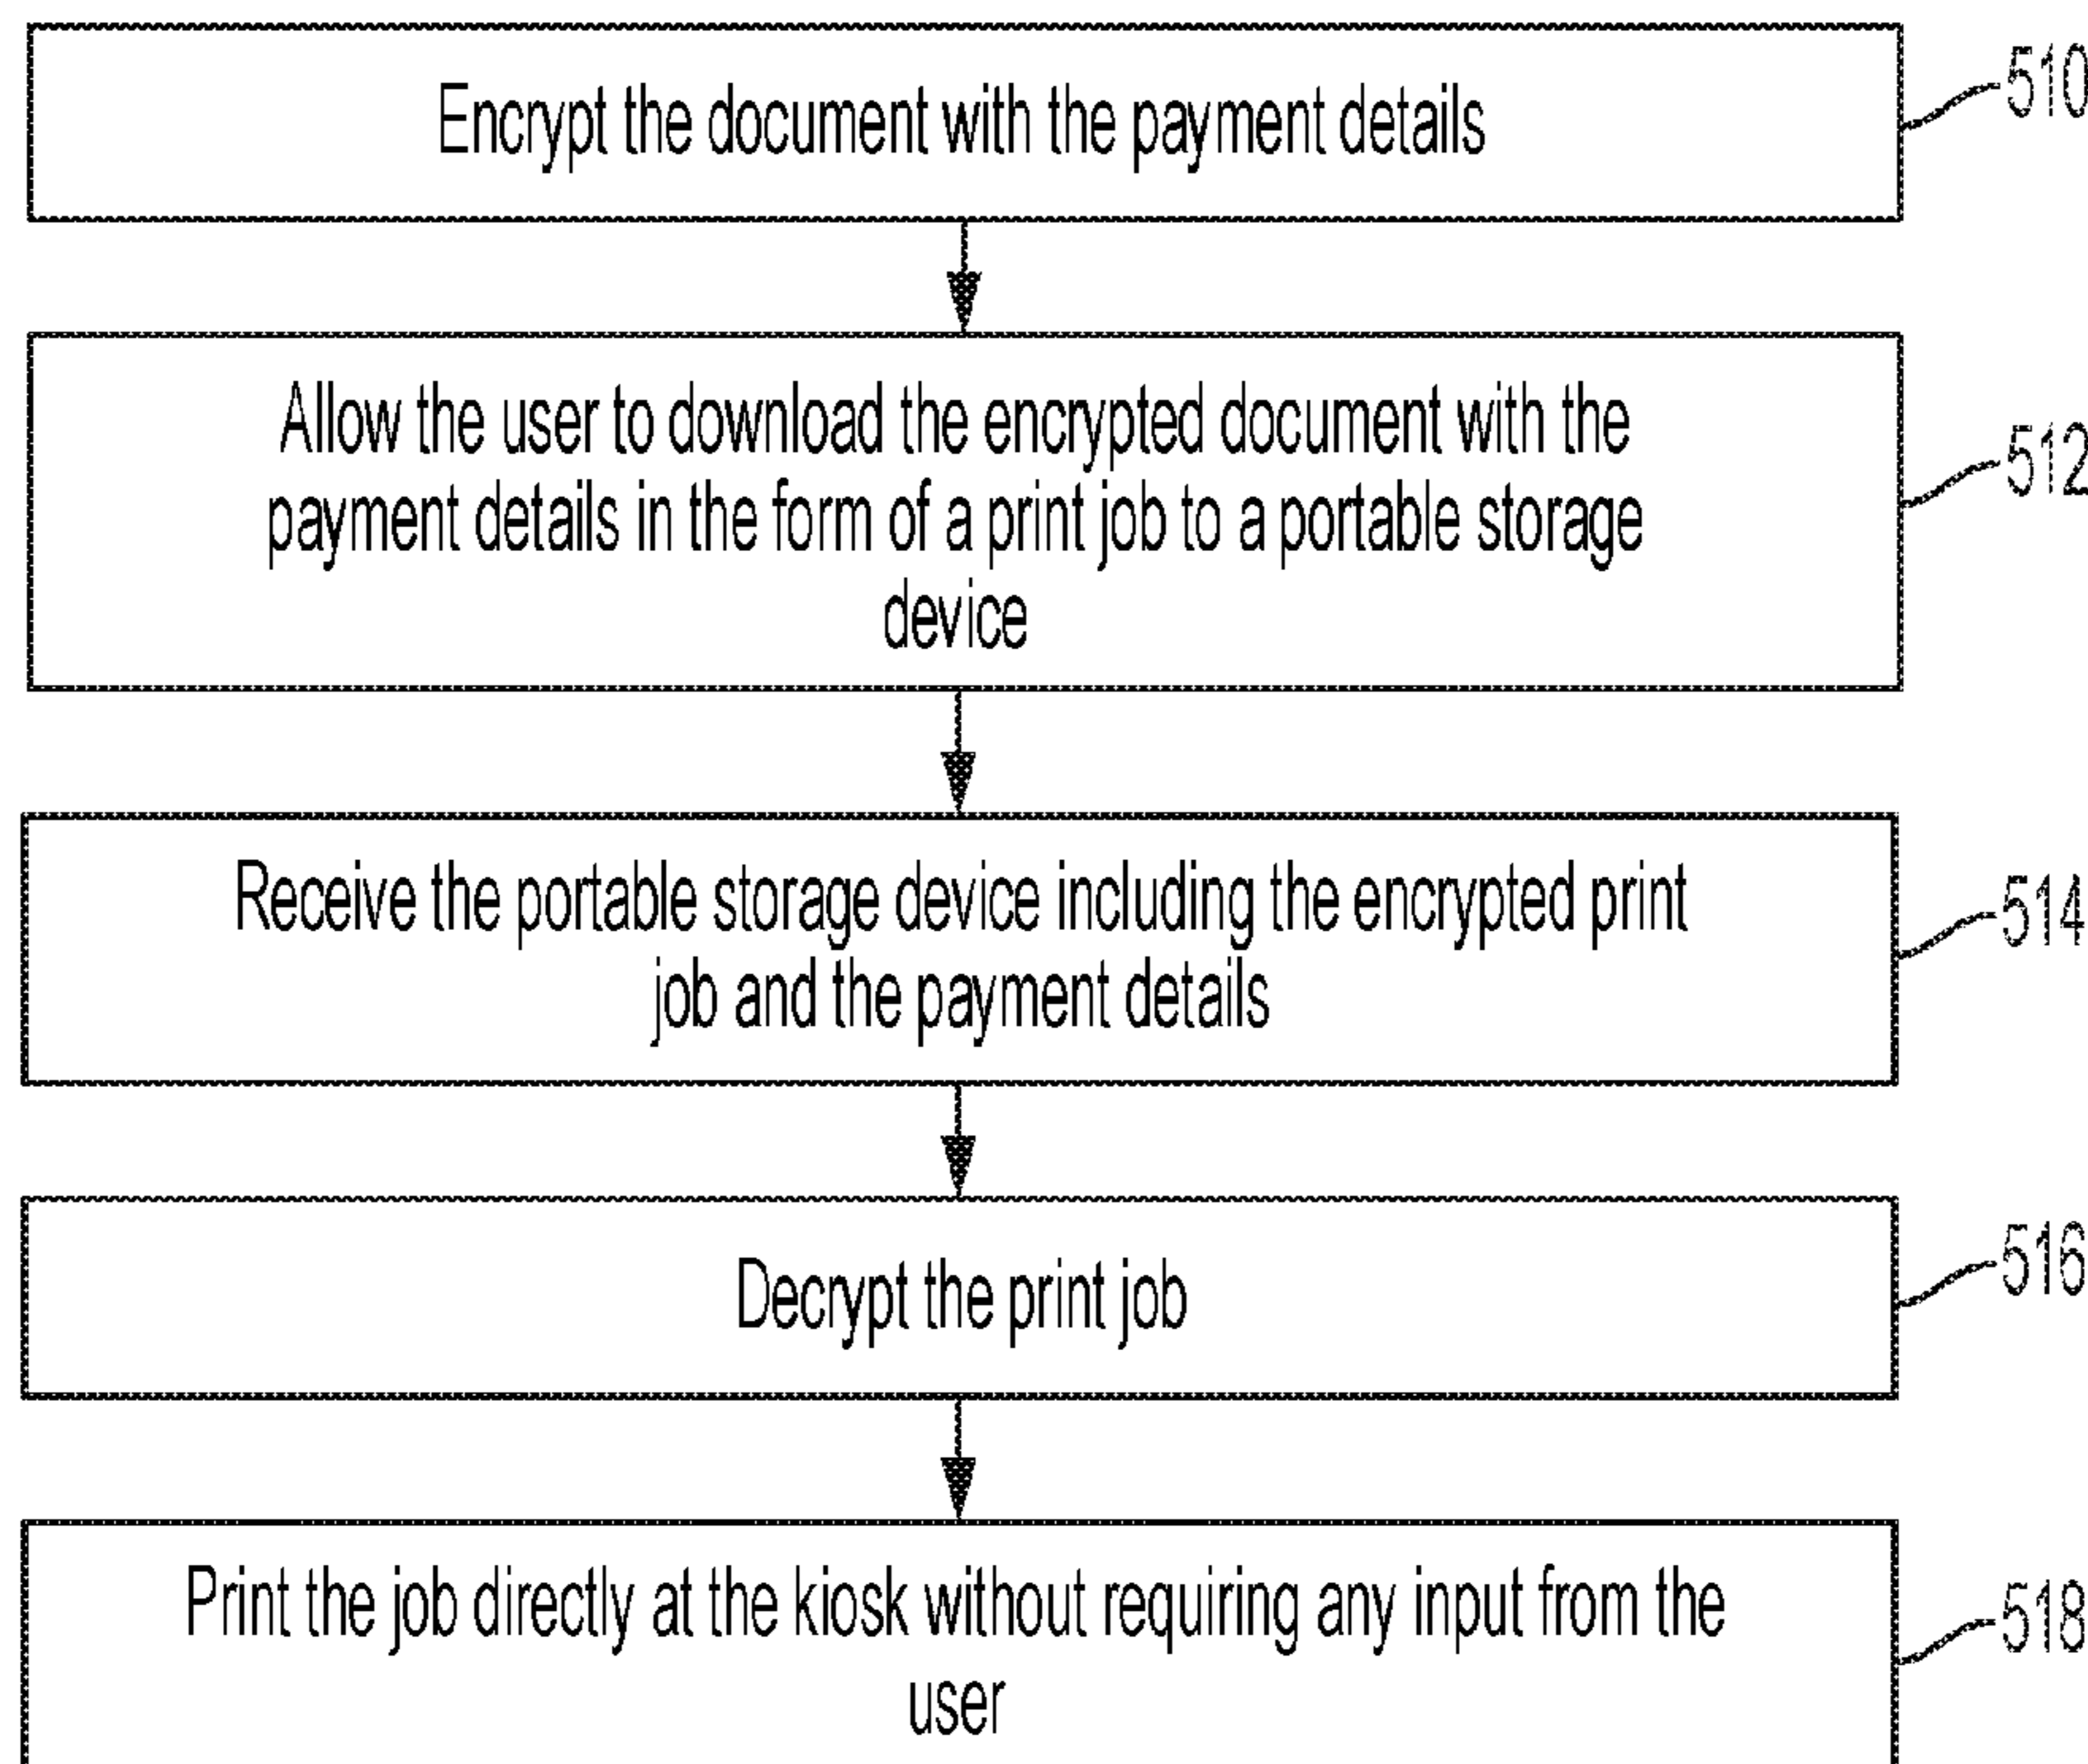 Encrypt the document with the payment details
510
Allow the user to download the encrypted document with the
payment details in the form of a print job to a portable storage
device
512
Receive the portable storage device including the encrypted print
job and the payment details
514
Decrypt the print job
516
Print the job directly at the kiosk without requiring any input from the
user
518